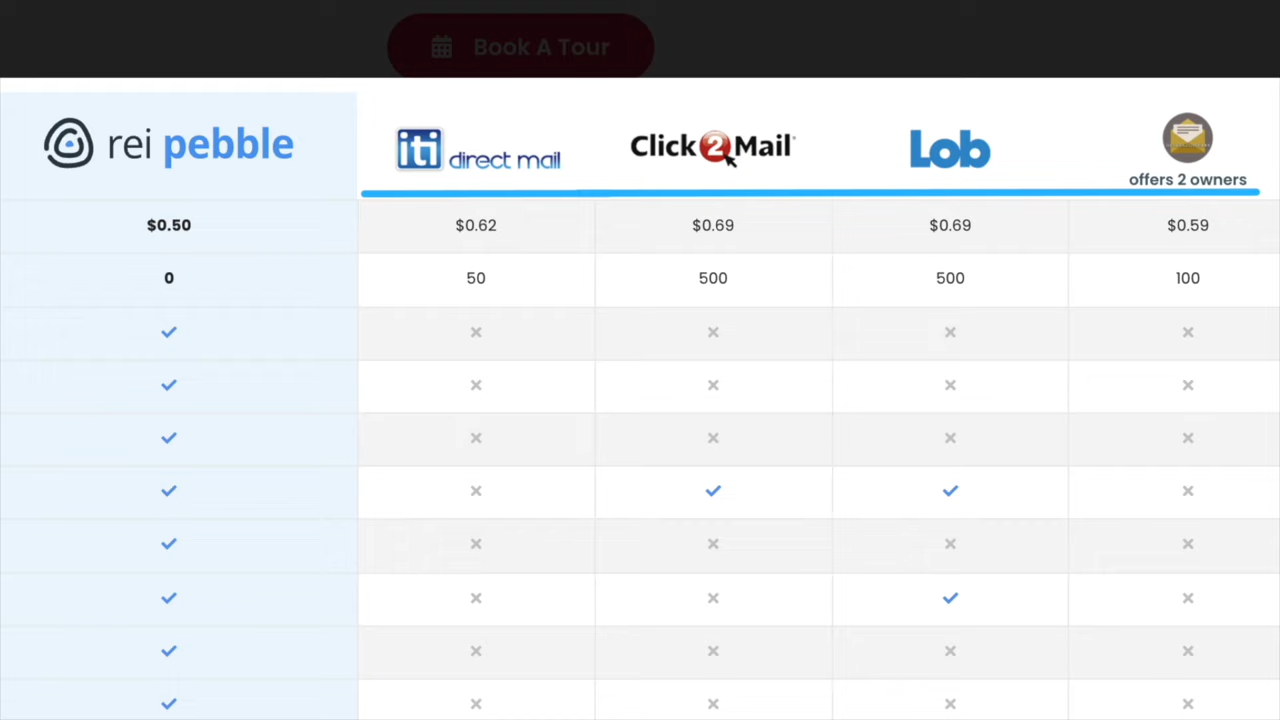 Book A Tour
rei pebble
iti direct mail
Click2Mail
Lob
offers 2 owners
$0.50 $0.62 $0.69 $0.69 $0.59
0 50 500 500 100